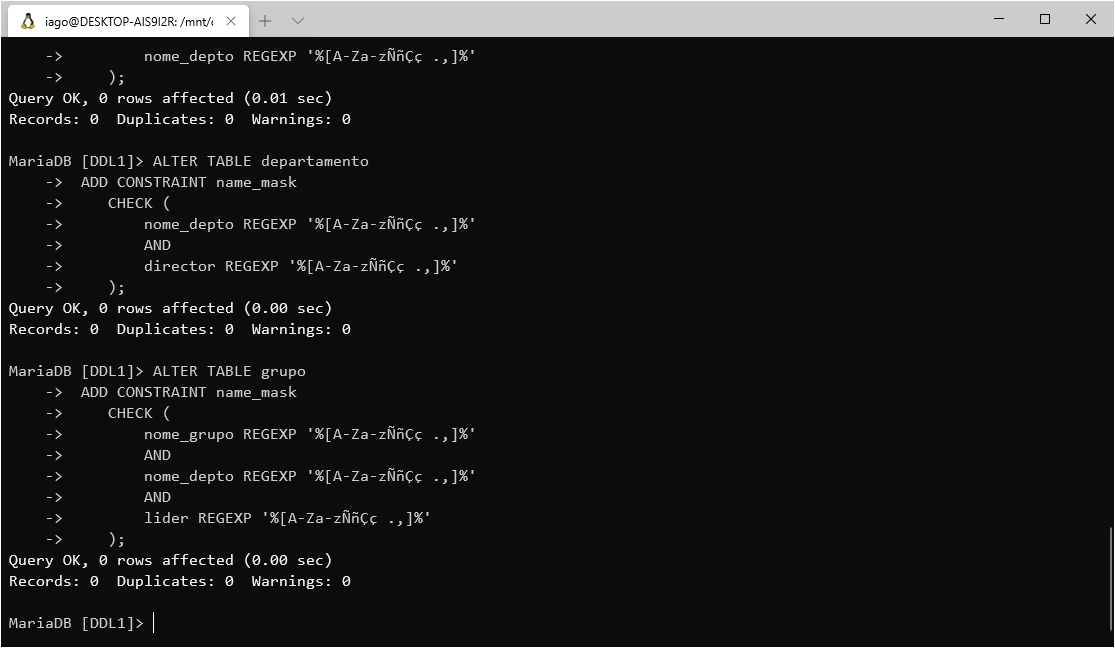 iago@DESKTOP-AIS9I2R: /mnt/
    ->         nome_depto REGEXP '%[A-Za-zÑñÇç .,]%'
    ->     );
Query OK, 0 rows affected (0.01 sec)
Records: 0  Duplicates: 0  Warnings: 0
MariaDB [DDL1]> ALTER TABLE departamento
    ->  ADD CONSTRAINT name_mask
    ->     CHECK (
    ->         nome_depto REGEXP '%[A-Za-zÑñÇç .,]%'
    ->         AND
    ->         director REGEXP '%[A-Za-zÑñÇç .,]%'
    ->     );
Query OK, 0 rows affected (0.00 sec)
Records: 0  Duplicates: 0  Warnings: 0
MariaDB [DDL1]> ALTER TABLE grupo
    ->  ADD CONSTRAINT name_mask
    ->     CHECK (
    ->         nome_grupo REGEXP '%[A-Za-zÑñÇç .,]%'
    ->         AND
    ->         nome_depto REGEXP '%[A-Za-zÑñÇç .,]%'
    ->         AND
    ->         lider REGEXP '%[A-Za-zÑñÇç .,]%'
    ->     );
Query OK, 0 rows affected (0.00 sec)
Records: 0  Duplicates: 0  Warnings: 0
MariaDB [DDL1]>